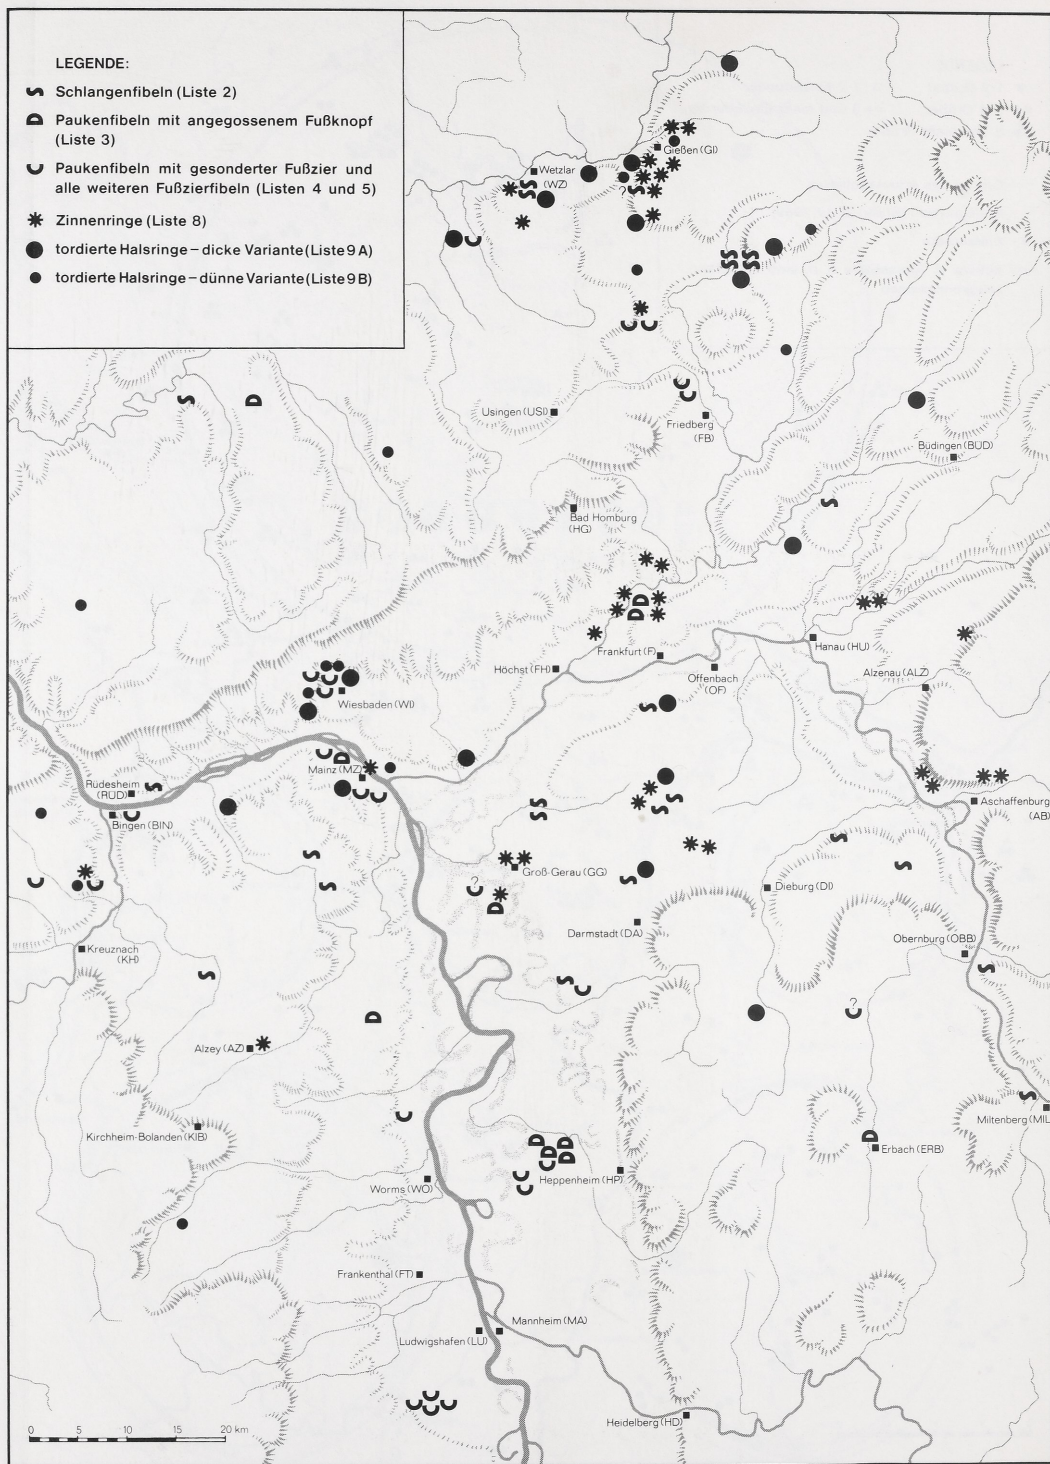 LEGENDE:
Schlangenfibeln (Liste 2)
Paukenfibeln mit angegossenem Fußknopf
(Liste 3)
Paukenfibeln mit gesonderter Fußzier und
alle weiteren Fußzierfibeln (Listen 4 und 5)
Zinnenringe (Liste 8)
tordierte Halsringe – dicke Variante (Liste 9 A)
tordierte Halsringe – dünne Variante (Liste 9 B)
Gießen (GI)
Wetzlar
(WZ)
?
Usingen (USI)
Friedberg
(FB)
Büdingen (BÜD)
Bad Homburg
(HG)
Hanau (HU)
Frankfurt (F)
Höchst (FH)
Offenbach
(OF)
Alzenau (ALZ)
Wiesbaden (WI)
Mainz (MZ)
Rüdesheim
(RÜD)
Bingen (BIN)
Aschaffenburg
(AB)
Groß-Gerau (GG)
?
Dieburg (DI)
Darmstadt (DA)
Obernburg (OBB)
Kreuznach
(KH)
?
Alzey (AZ)
Miltenberg (MIL
Kirchheim-Bolanden (KIB)
Erbach (ERB)
Heppenheim (HP)
Worms (WO)
Frankenthal (FT)
Mannheim (MA)
Ludwigshafen (LU)
Heidelberg (HD)
0 5 10 15 20 km